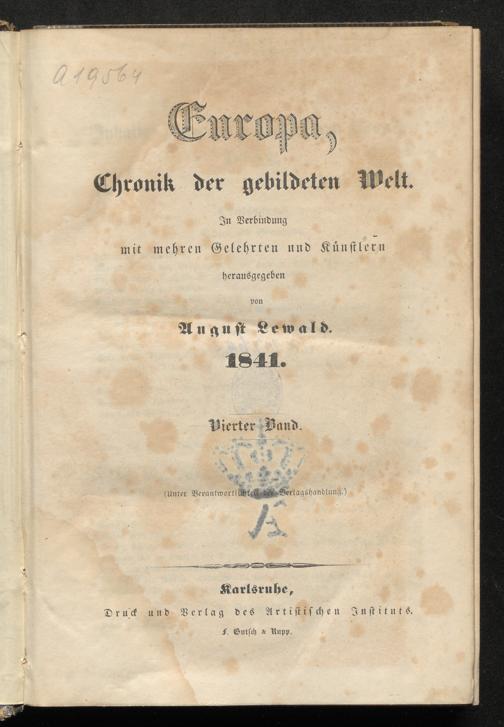 a 19564
Europa,
Chronik der gebildeten Welt.
In Verbindung
mit mehren Gelehrten und Künstlern
herausgegeben
von
August Lewald.
1841.
Vierter Band.
(Unter Verantwortlichkeit der Verlagshandlung.)
Karlsruhe,
Druck und Verlag des Artistischen Instituts.
F. Gutsch & Rupp.